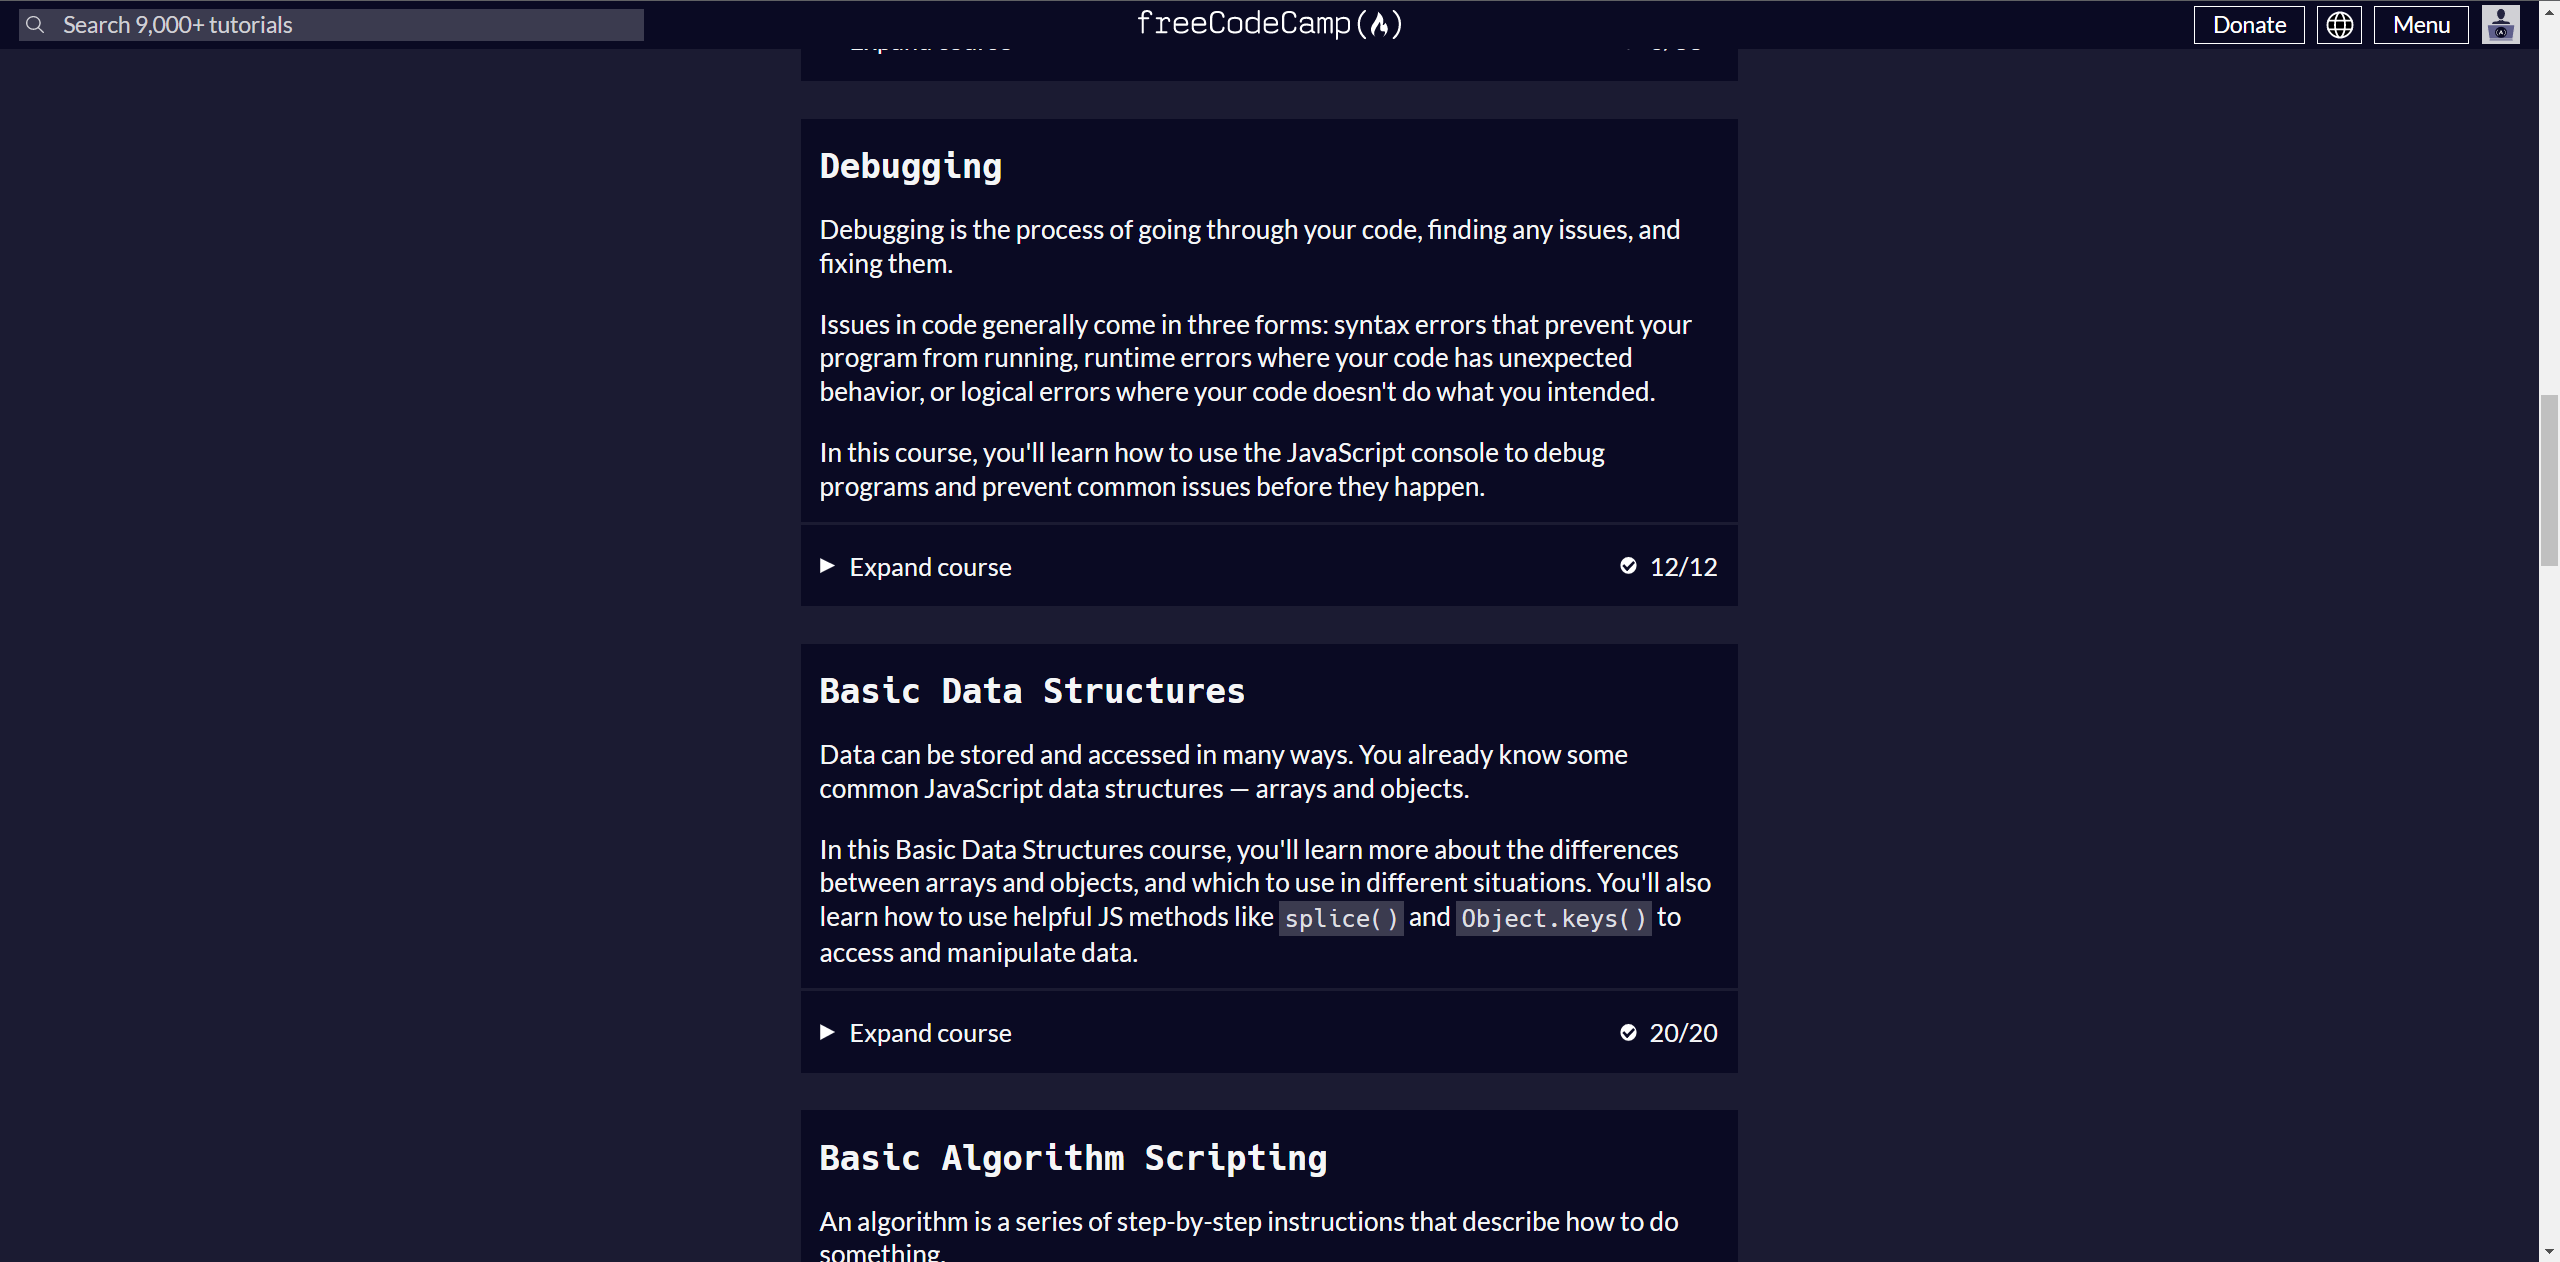 Search 9,000+ tutorials
freeCodeCamp
Donate
Menu
Expand course
Debugging
Debugging is the process of going through your code, finding any issues, and
fixing them.
Issues in code generally come in three forms: syntax errors that prevent your
program from running, runtime errors where your code has unexpected
behavior, or logical errors where your code doesn't do what you intended.
In this course, you'll learn how to use the JavaScript console to debug
programs and prevent common issues before they happen.
Expand course
12/12
Basic Data Structures
Data can be stored and accessed in many ways. You already know some
common JavaScript data structures — arrays and objects.
In this Basic Data Structures course, you'll learn more about the differences
between arrays and objects, and which to use in different situations. You'll also
learn how to use helpful JS methods like splice() and Object.keys() to
access and manipulate data.
Expand course
20/20
Basic Algorithm Scripting
An algorithm is a series of step-by-step instructions that describe how to do
something.